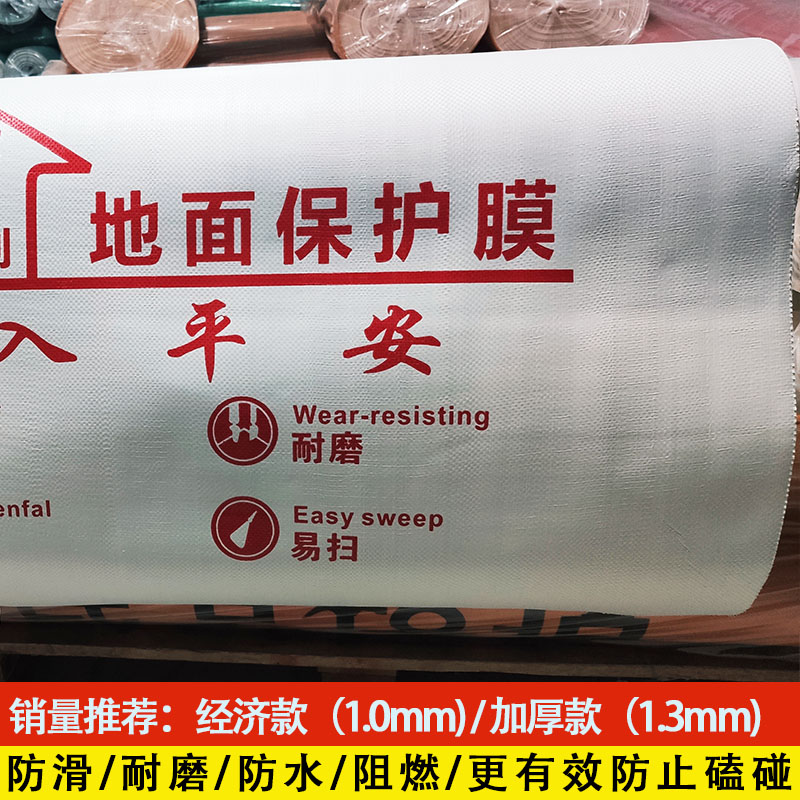 地面保护膜
入平安
Wear-resisting
耐磨
enfal
Easy sweep
易扫
销量推荐：经济款（1.0mm)/加厚款（1.3mm)
防滑/耐磨/防水/阻燃/更有效防止磕碰